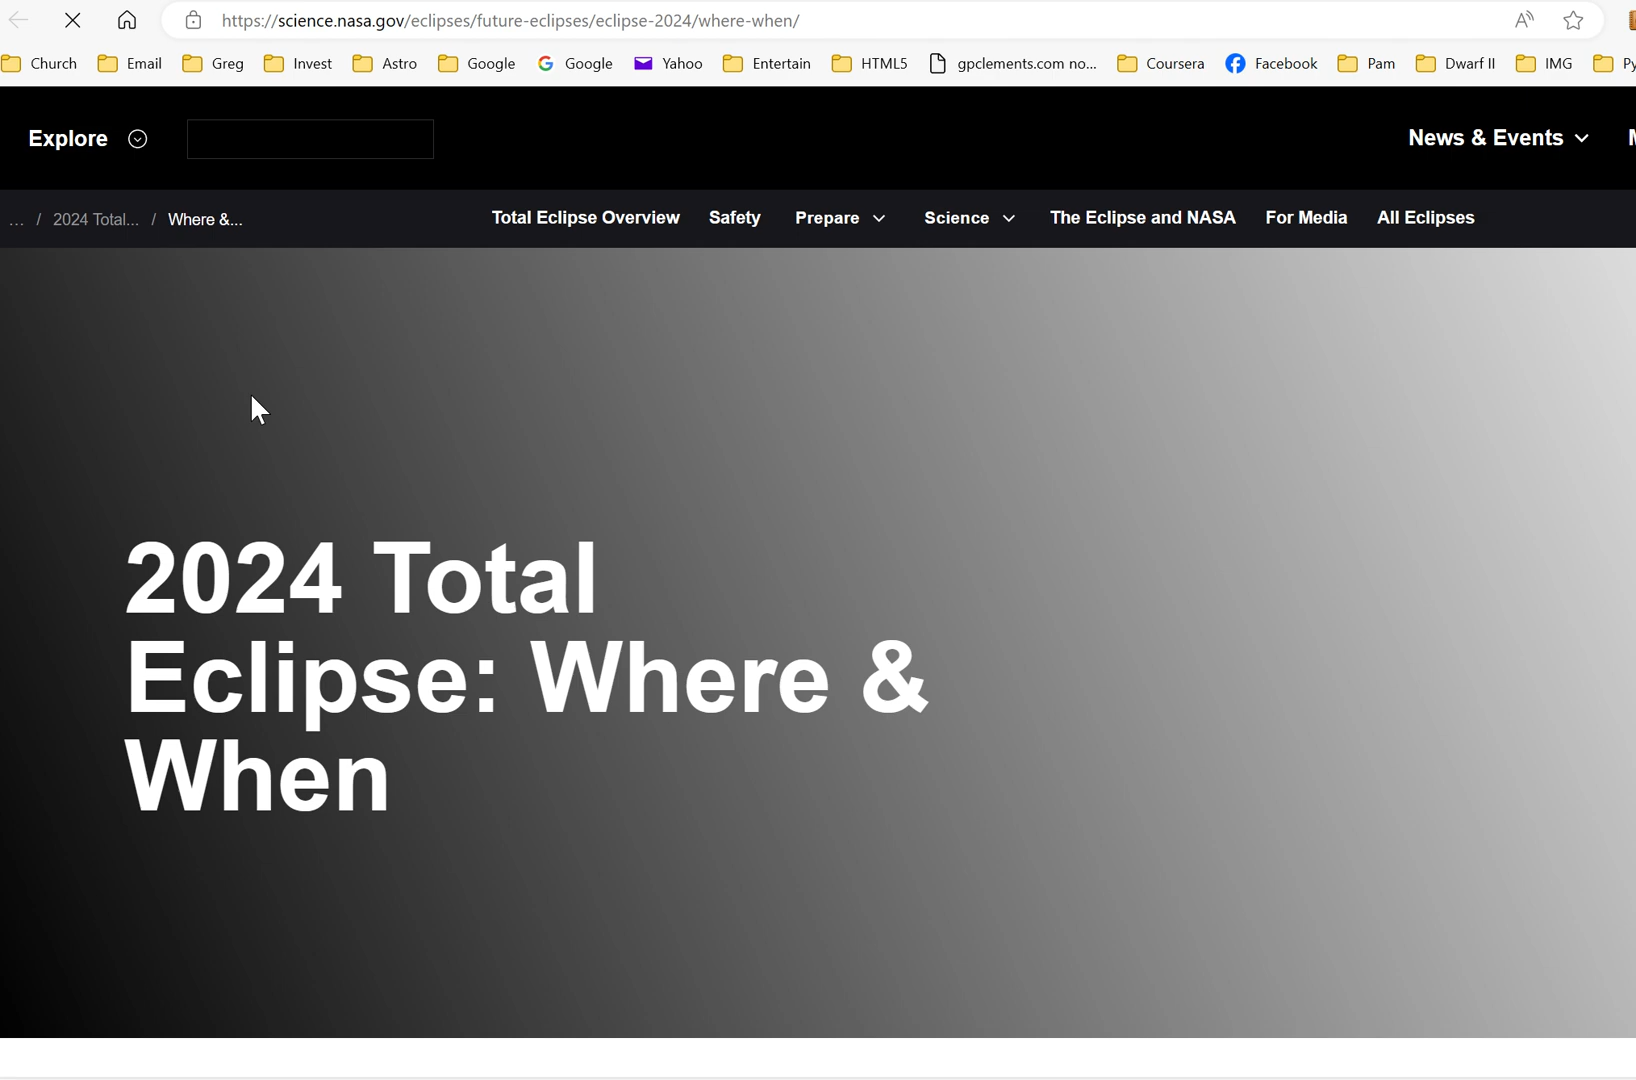 https://science.nasa.gov/eclipses/future-eclipses/eclipse-2024/where-when/
Church Email Greg Invest Astro Google Google Yahoo Entertain HTML5 gpclements.com no... Coursera Facebook Pam Dwarf II IMG
Explore News & Events
... / 2024 Total... / Where &... Total Eclipse Overview Safety Prepare Science The Eclipse and NASA For Media All Eclipses
2024 Total
Eclipse: Where &
When